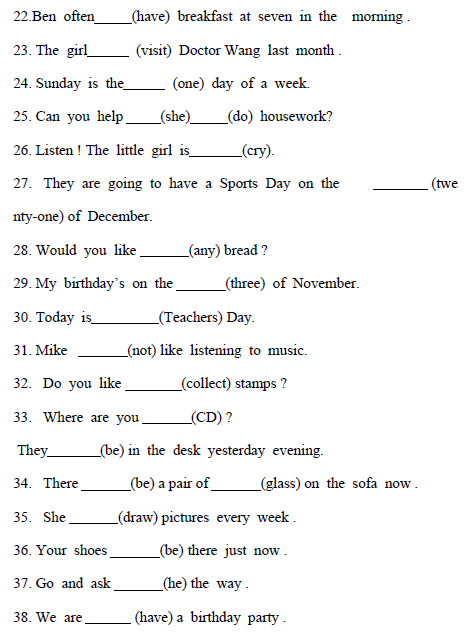 22.Ben often_____(have) breakfast at seven in the morning .
23. The girl______ (visit) Doctor Wang last month .
24. Sunday is the______ (one) day of a week.
25. Can you help _____(she)_____(do) housework?
26. Listen ! The little girl is_______(cry).
27. They are going to have a Sports Day on the ________ (twe
nty-one) of December.
28. Would you like _______(any) bread ?
29. My birthday's on the _______(three) of November.
30. Today is_________(Teachers) Day.
31. Mike _______(not) like listening to music.
32. Do you like ________(collect) stamps ?
33. Where are you _______(CD) ?
They_______(be) in the desk yesterday evening.
34. There _______(be) a pair of_______(glass) on the sofa now .
35. She _______(draw) pictures every week .
36. Your shoes _______(be) there just now .
37. Go and ask _______(he) the way .
38. We are______ (have) a birthday party .